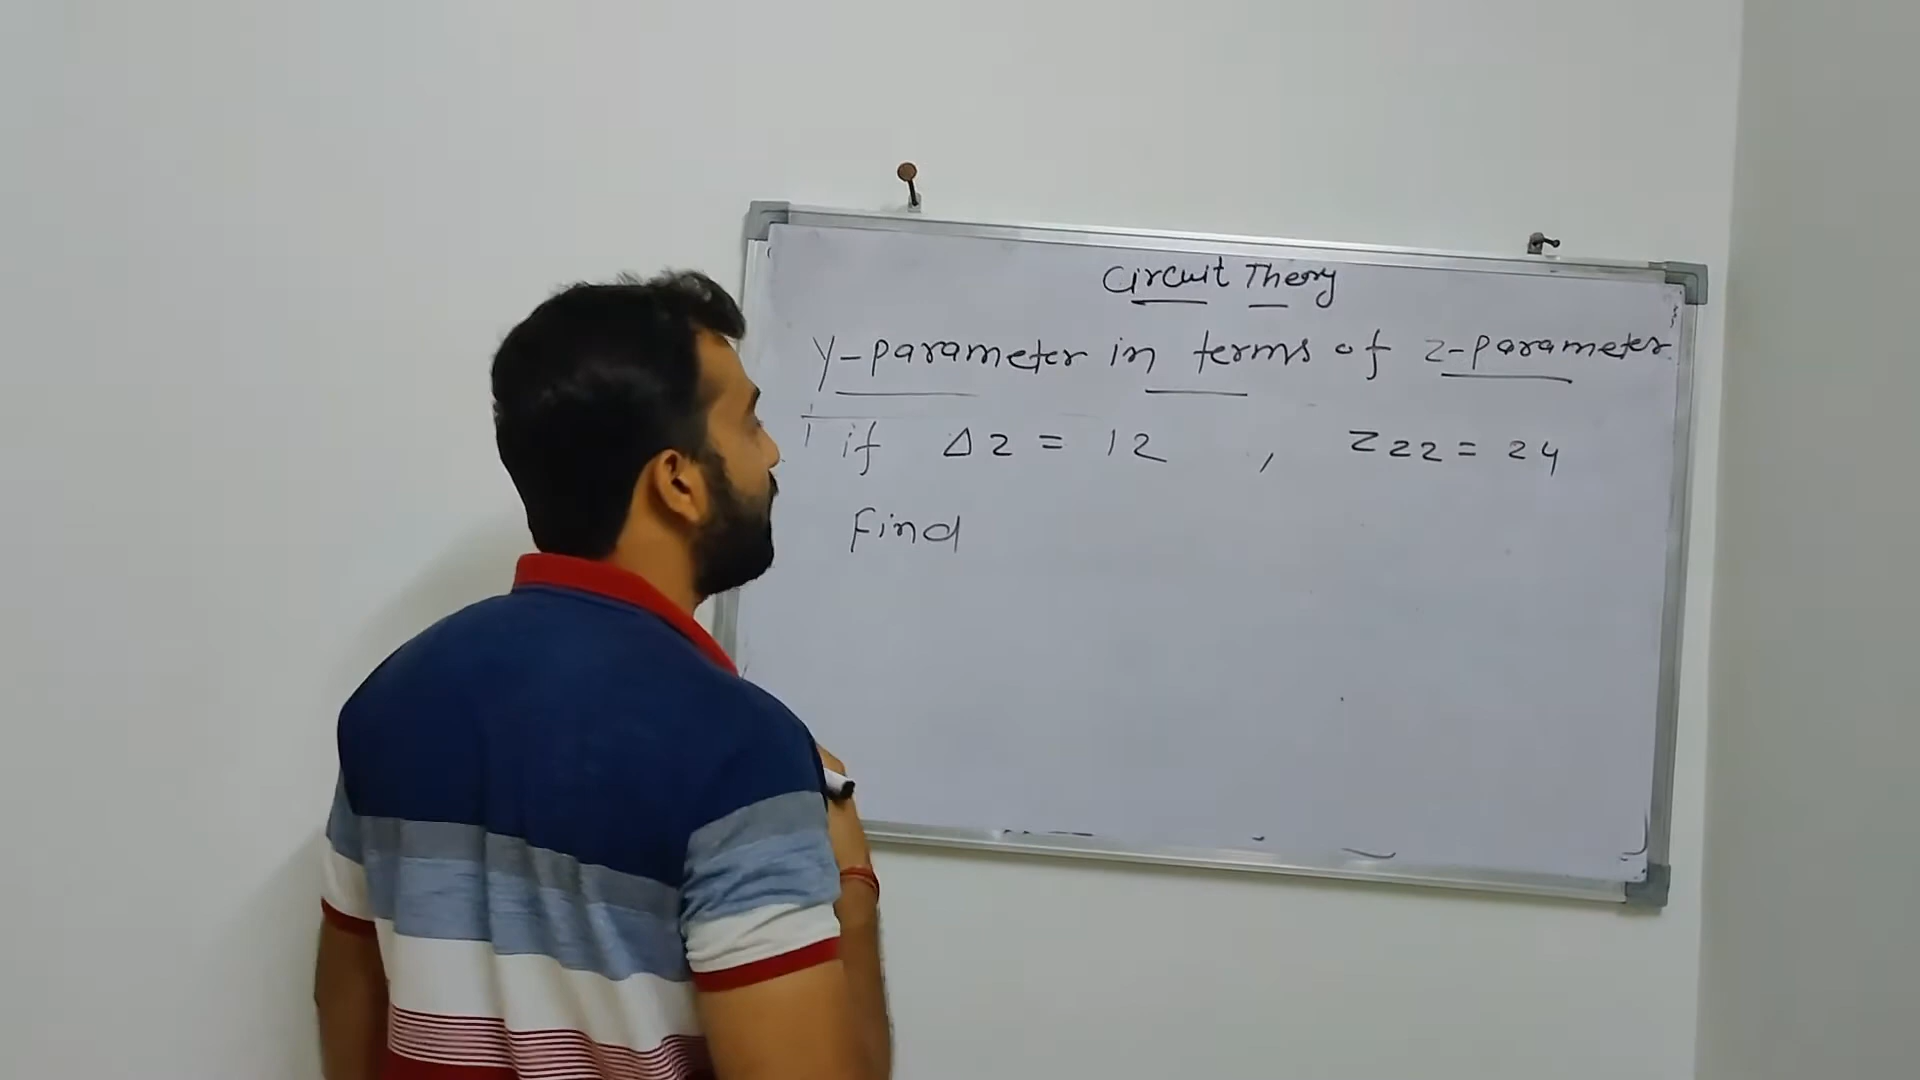 Circuit Theory
Y-parameter in terms of Z-parameter
if Δz = 12 , Z22 = 24
Find